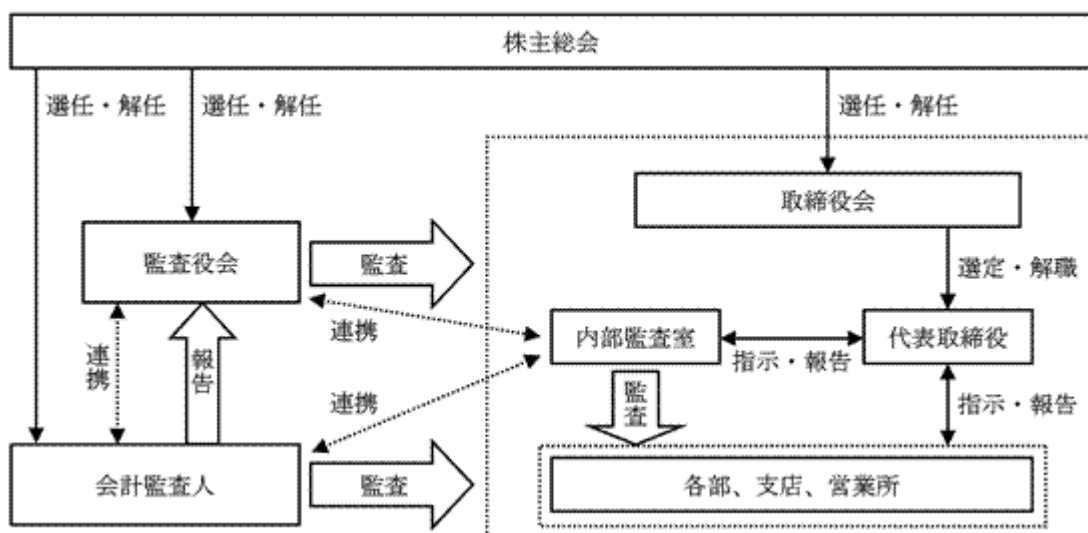 株主総会
選任・解任
選任・解任
選任・解任
取締役会
監査役会
監査
選定・解職
連携
内部監査室
代表取締役
指示・報告
連携
報告
連携
監査
指示・報告
会計監査人
監査
各部、支店、営業所